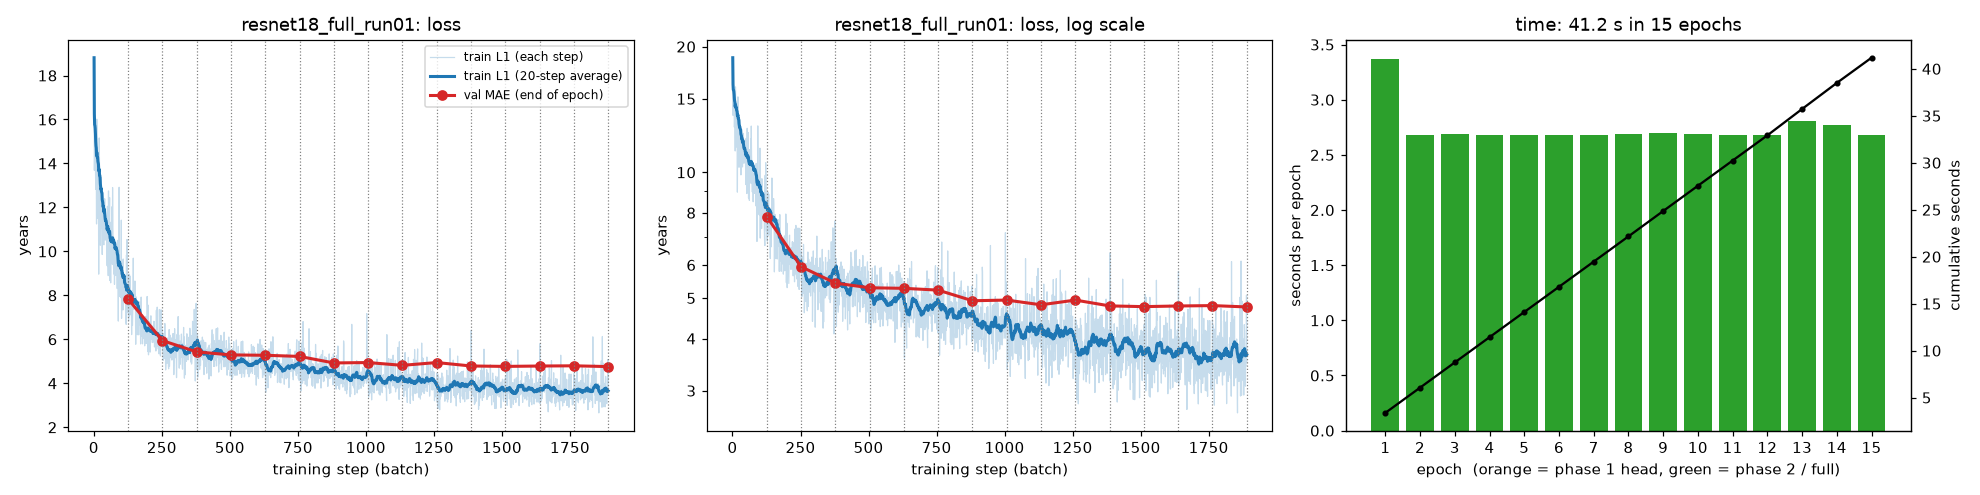 resnet18_full_run01: loss
train L1 (each step)
train L1 (20-step average)
val MAE (end of epoch)
years
18
16
14
12
10
8
6
4
2
0 250 500 750 1000 1250 1500 1750
training step (batch)
resnet18_full_run01: loss, log scale
years
20
15
10
8
6
5
4
3
0 250 500 750 1000 1250 1500 1750
training step (batch)
time: 41.2 s in 15 epochs
seconds per epoch
3.5
3.0
2.5
2.0
1.5
1.0
0.5
0.0
1 2 3 4 5 6 7 8 9 10 11 12 13 14 15
epoch  (orange = phase 1 head, green = phase 2 / full)
40
35
30
25
20
15
10
5
cumulative seconds